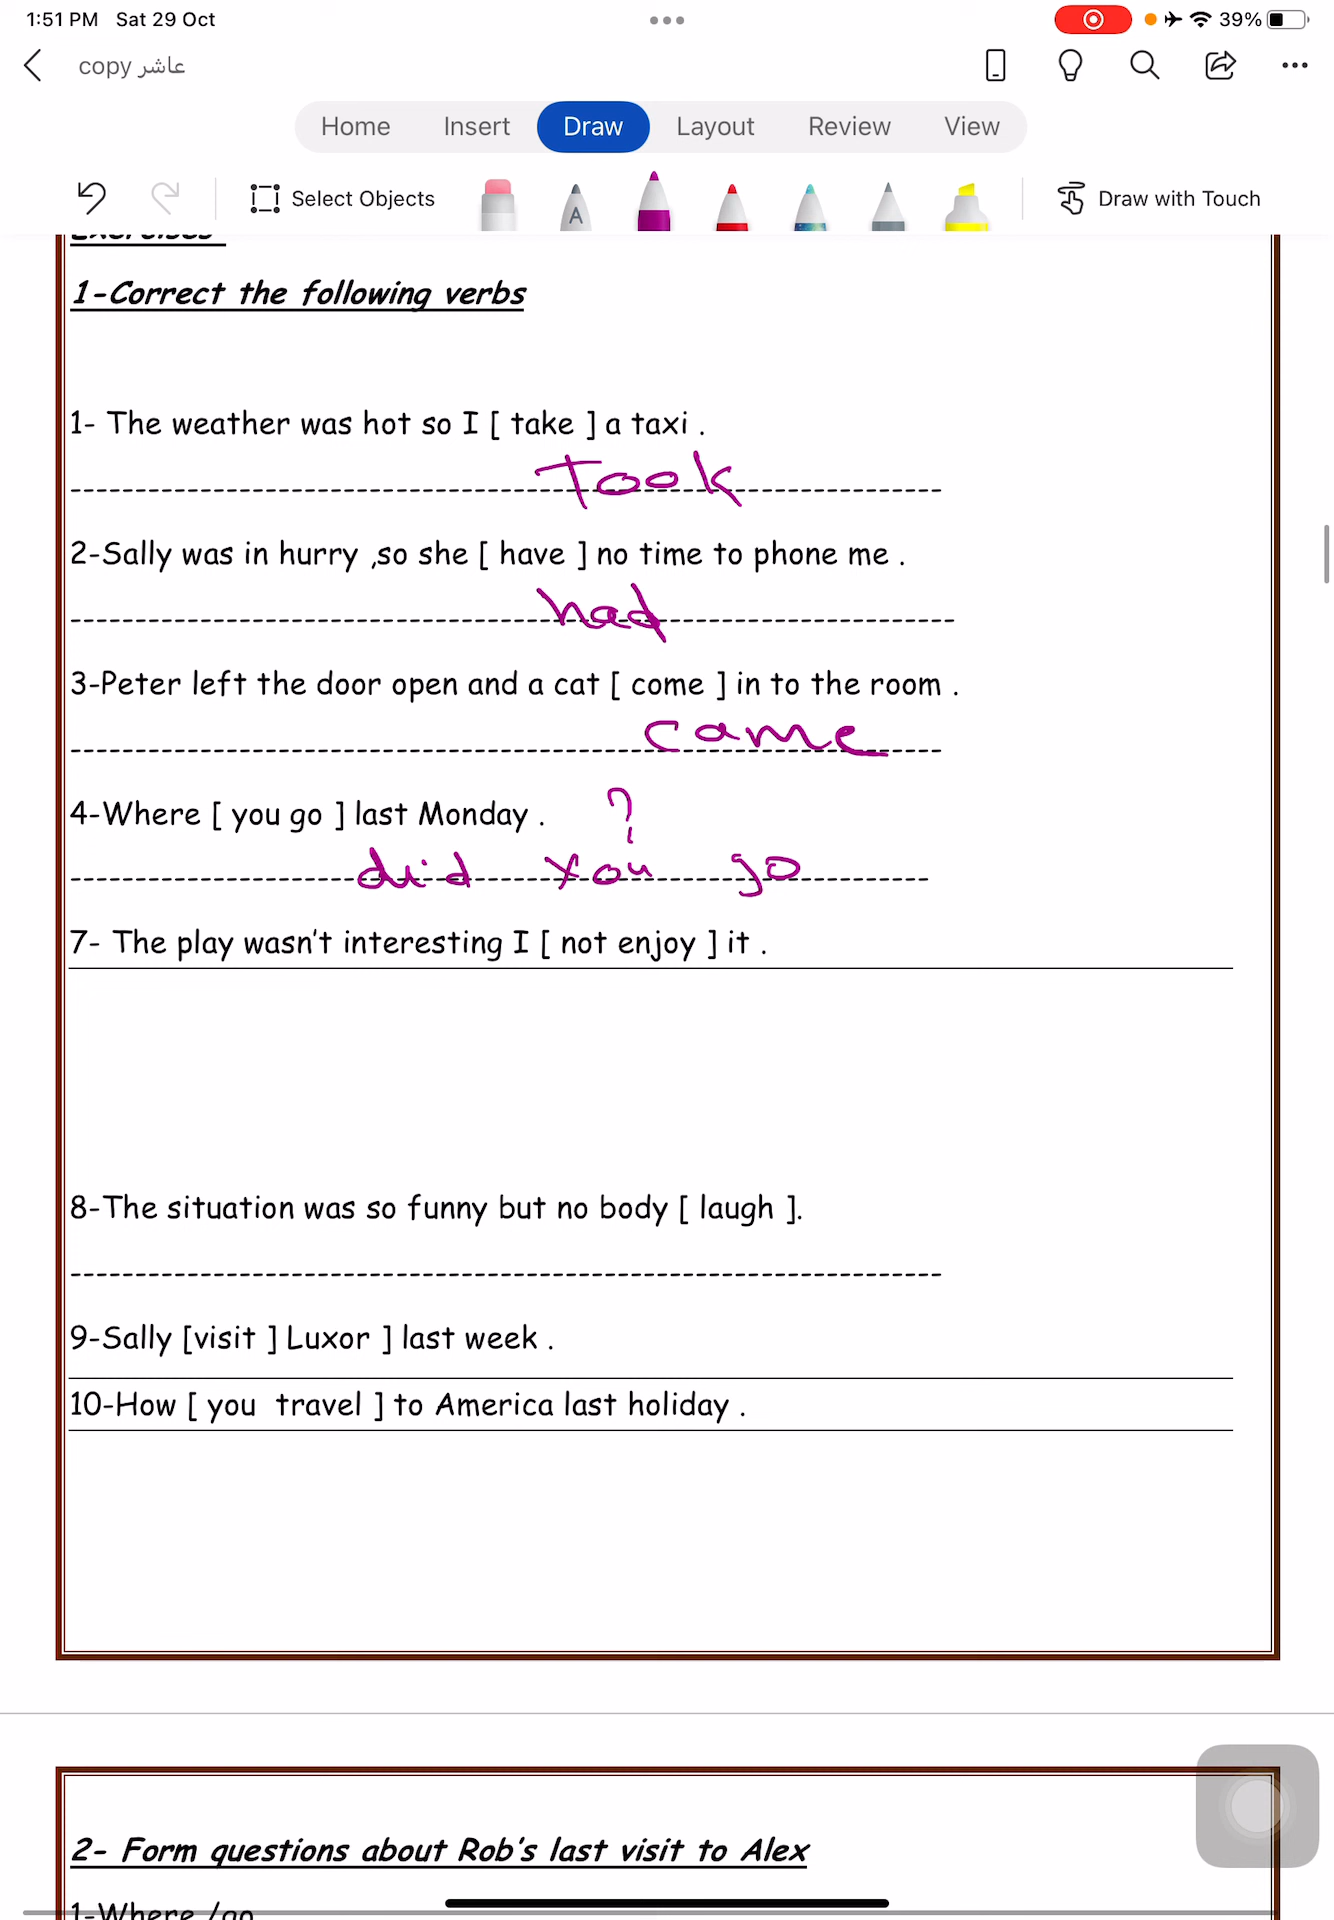 1:51 PM Sat 29 Oct
39%
copy عاشر
Home Insert Draw Layout Review View
Select Objects
A
Draw with Touch
Exercises
1-Correct the following verbs
1- The weather was hot so I [ take ] a taxi .
Took
2-Sally was in hurry ,so she [ have ] no time to phone me .
had
3-Peter left the door open and a cat [ come ] in to the room .
came
4-Where [ you go ] last Monday . ?
did you go
7- The play wasn't interesting I [ not enjoy ] it .
8-The situation was so funny but no body [ laugh ].
9-Sally [visit ] Luxor ] last week .
10-How [ you travel ] to America last holiday .
2- Form questions about Rob's last visit to Alex
1-Where /go